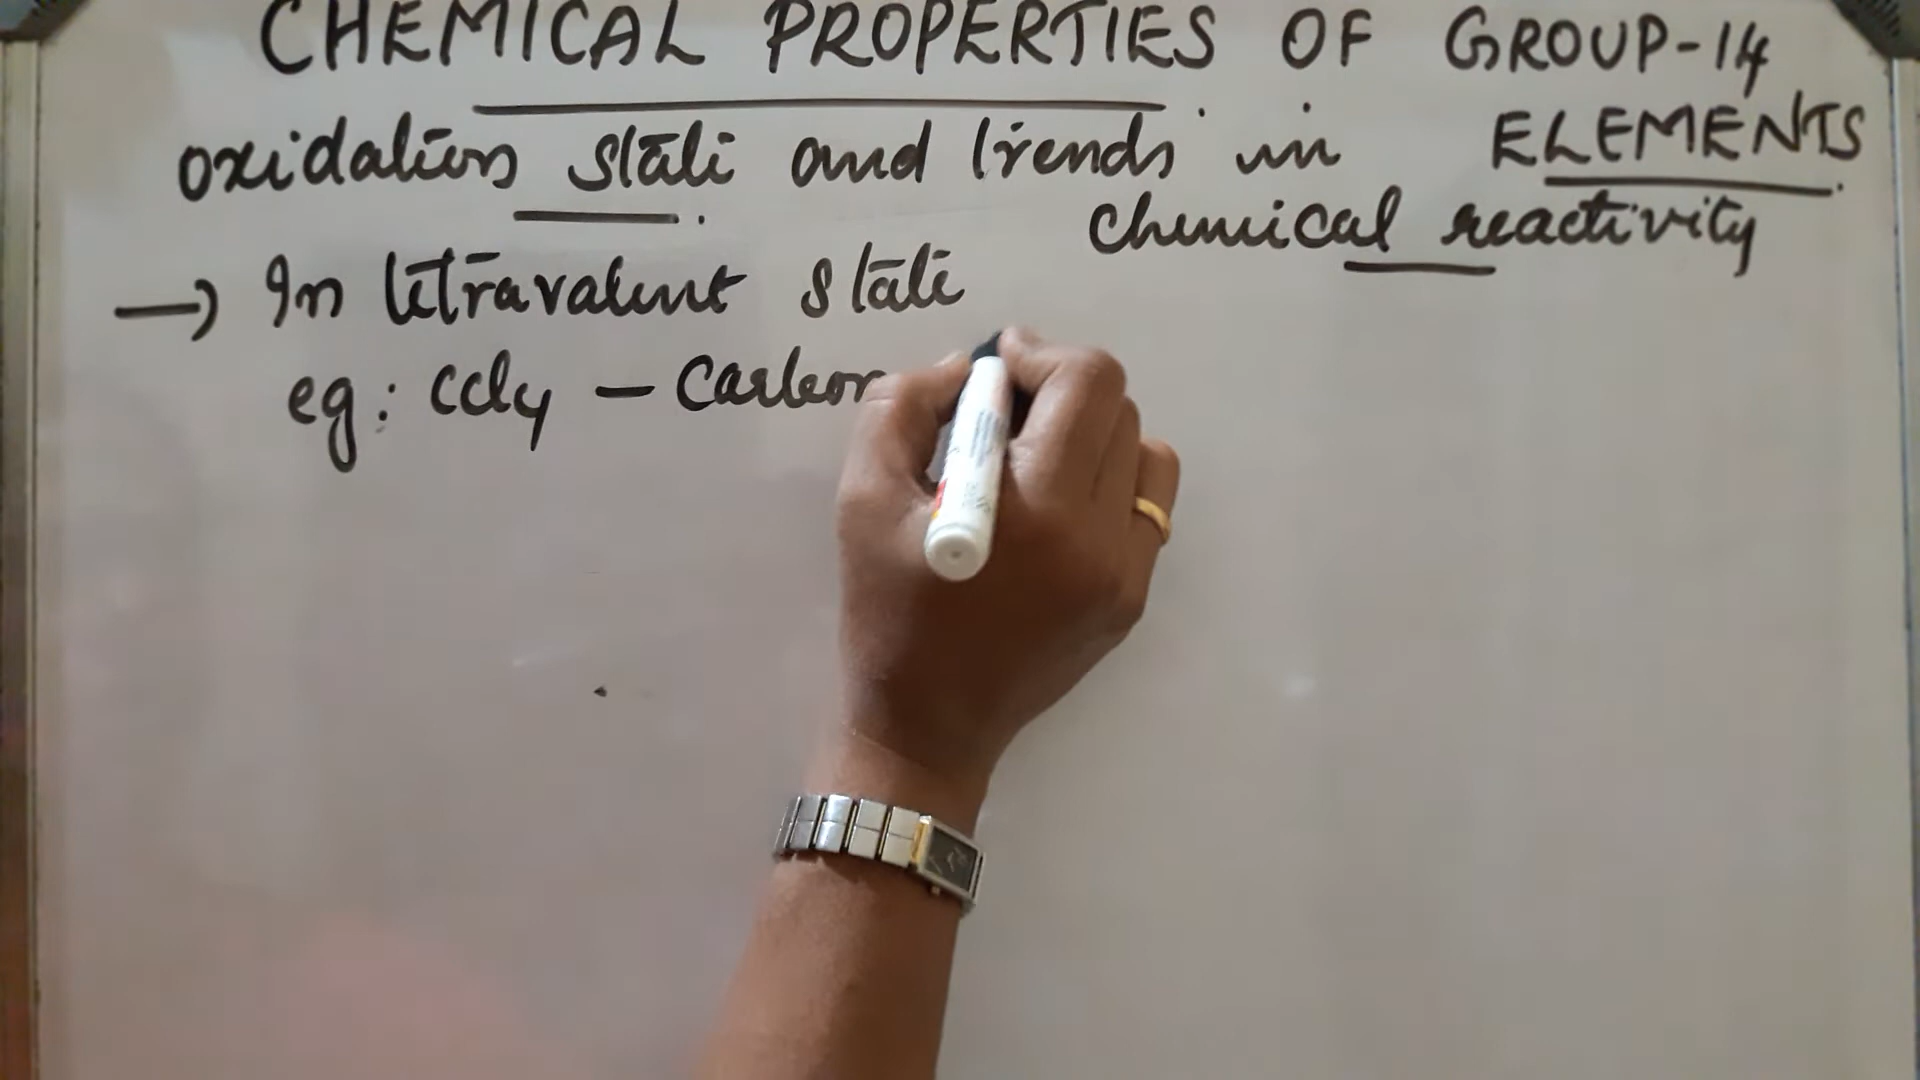 CHEMICAL PROPERTIES OF GROUP-14
ELEMENTS
oxidation state and trends in
chemical reactivity
→ In tetravalent state
eg: CCl4 - Carbon